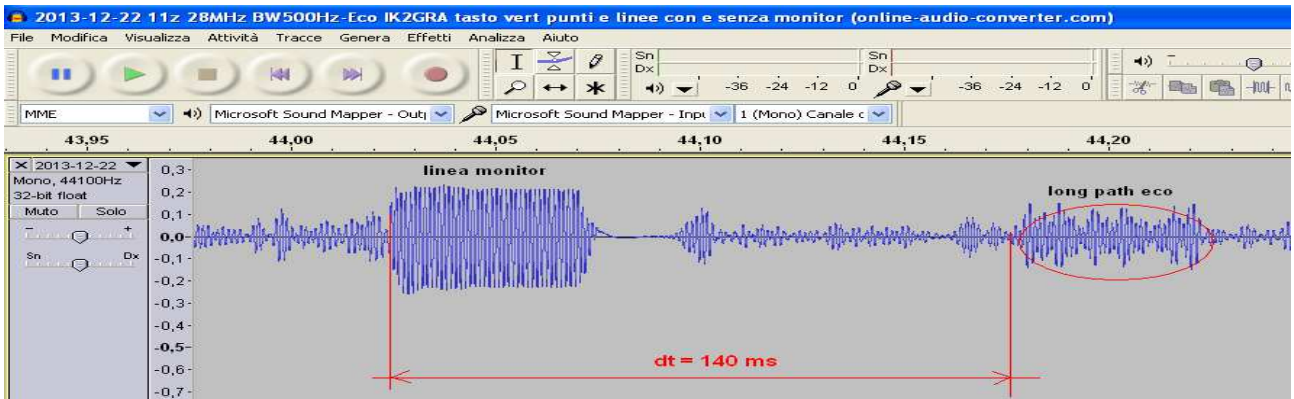 2013-12-22 11z 28MHz BW500Hz-Eco IK2GRA tasto vert punti e linee con e senza monitor (online-audio-converter.com)
File Modifica Visualizza Attività Tracce Genera Effetti Analizza Aiuto
Sn Dx -36 -24 -12 0
Sn Dx -36 -24 -12 0
MME Microsoft Sound Mapper - Outp Microsoft Sound Mapper - Inpu 1 (Mono) Canale c
43,95 44,00 44,05 44,10 44,15 44,20
2013-12-22
Mono, 44100Hz
32-bit float
Muto Solo
- +
Sn Dx
0,3
0,2
0,1
0,0
-0,1
-0,2
-0,3
-0,4
-0,5
-0,6
-0,7
linea monitor
long path eco
dt = 140 ms